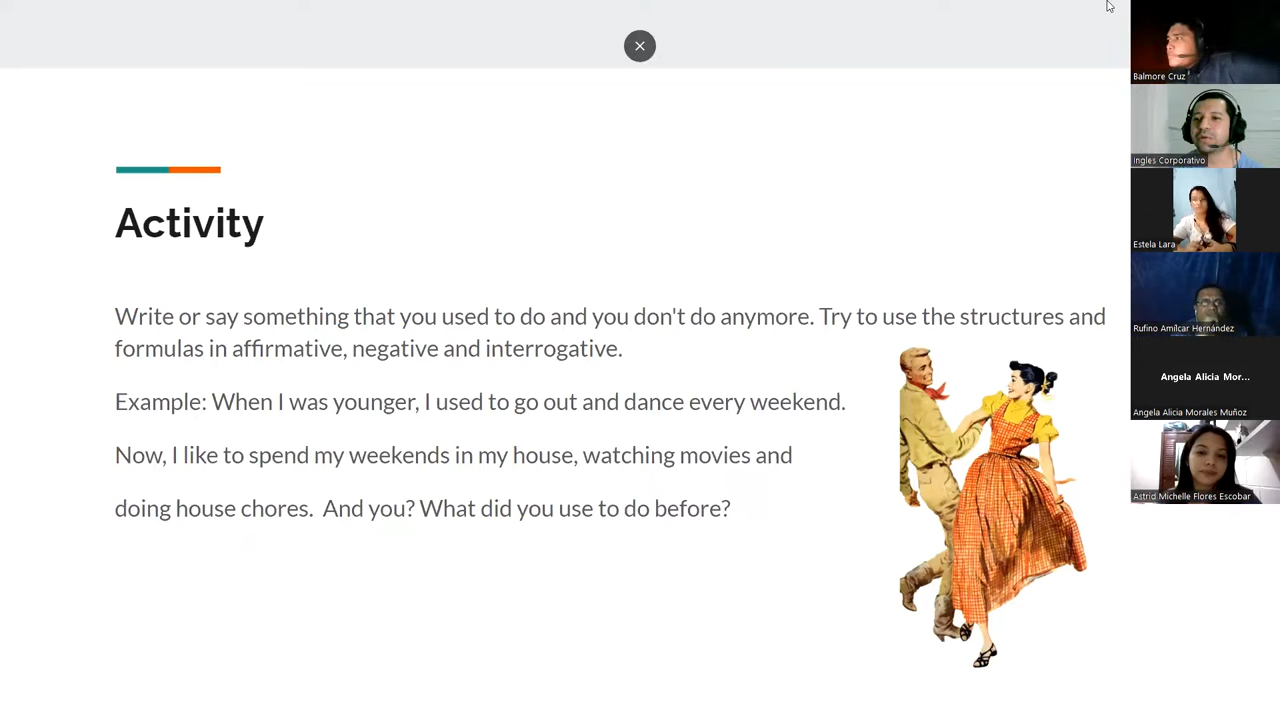 Activity
Write or say something that you used to do and you don't do anymore. Try to use the structures and
formulas in affirmative, negative and interrogative.
Example: When I was younger, I used to go out and dance every weekend.
Now, I like to spend my weekends in my house, watching movies and
doing house chores.  And you? What did you use to do before?
Balmore Cruz
Ingles Corporativo
Estela Lara
Rufino Amílcar Hernández
Angela Alicia Mor...
Angela Alicia Morales Muñoz
Astrid Michelle Flores Escobar